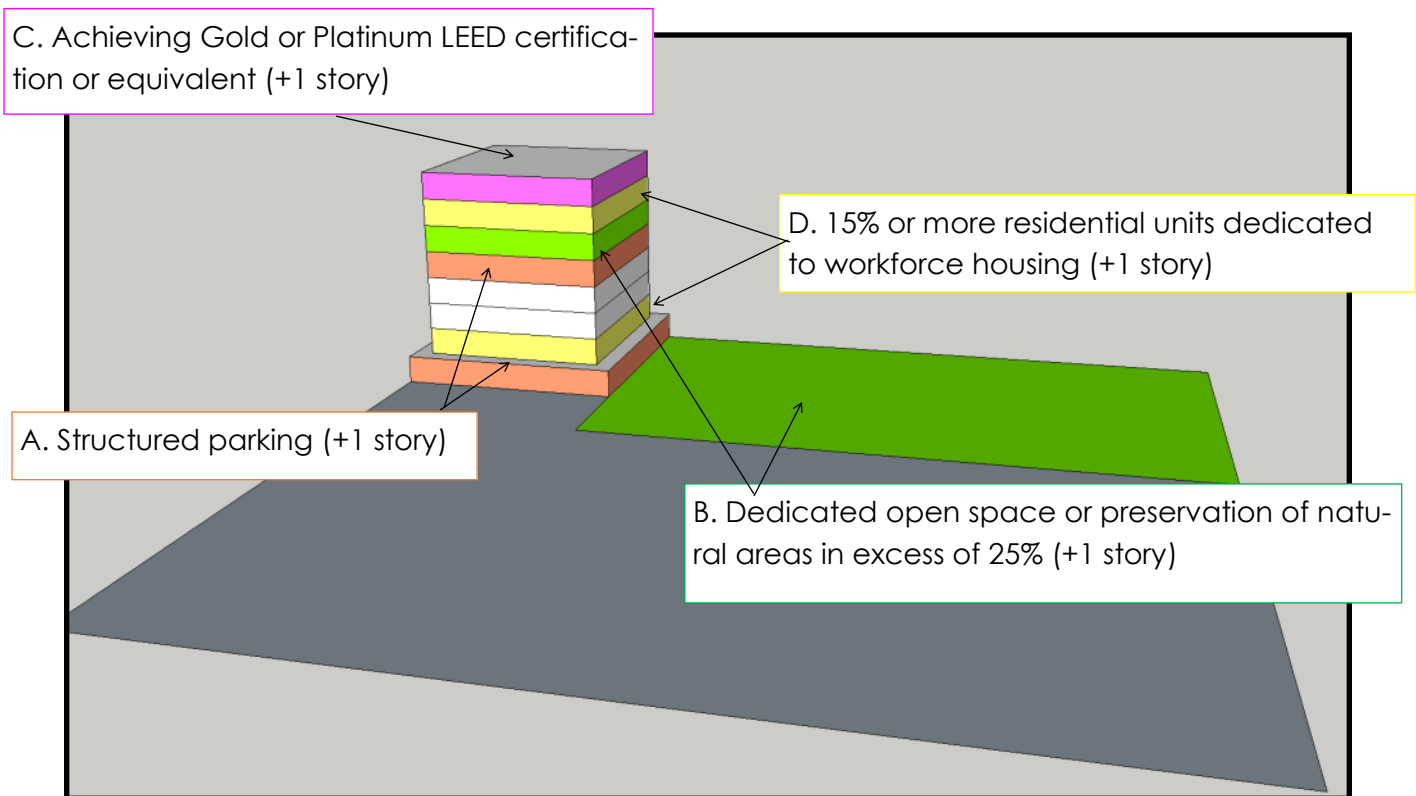 C. Achieving Gold or Platinum LEED certifica-
tion or equivalent (+1 story)
D. 15% or more residential units dedicated
to workforce housing (+1 story)
A. Structured parking (+1 story)
B. Dedicated open space or preservation of natu-
ral areas in excess of 25% (+1 story)